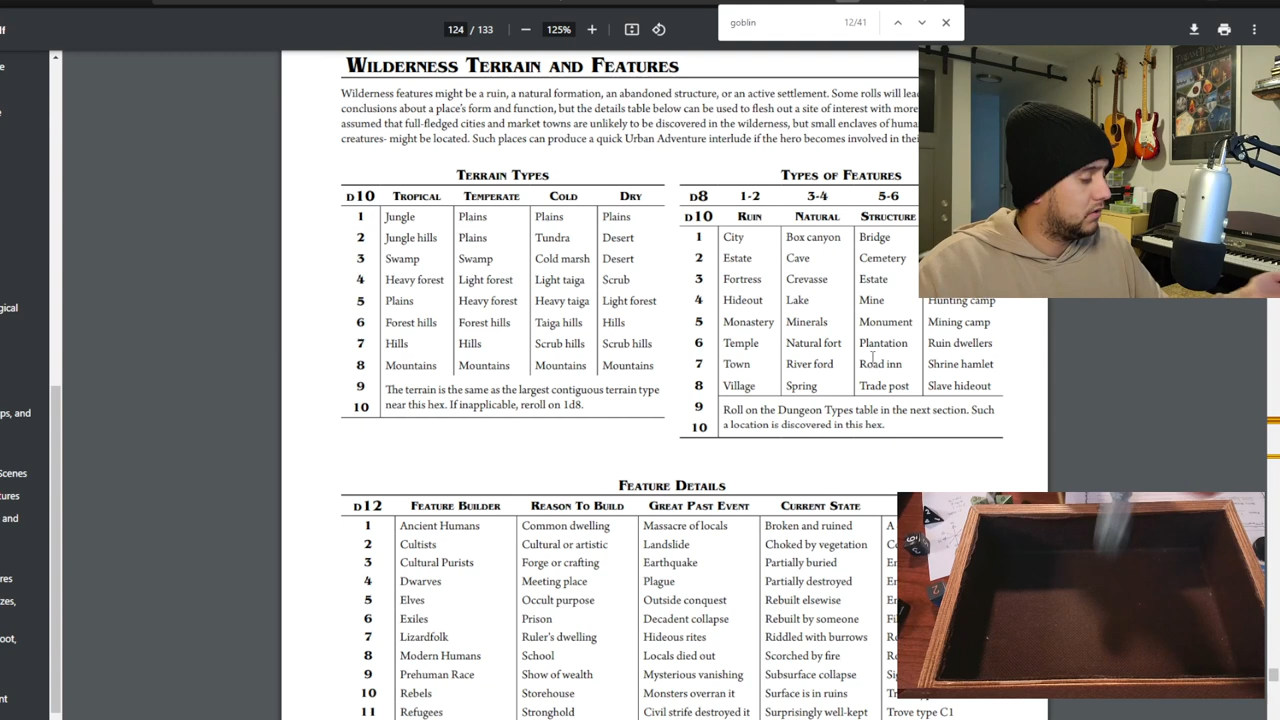 goblin 12/41
124 / 133 125%
WILDERNESS TERRAIN AND FEATURES
Wilderness features might be a ruin, a natural formation, an abandoned structure, or an active settlement. Some rolls will lead
conclusions about a place's form and function, but the details table below can be used to flesh out a site of interest with more
assumed that full-fledged cities and market towns are unlikely to be discovered in the wilderness, but small enclaves of huma
creatures- might be located. Such places can produce a quick Urban Adventure interlude if the hero becomes involved in thei
TERRAIN TYPES
D10 TROPICAL TEMPERATE COLD DRY
1 Jungle Plains Plains Plains
2 Jungle hills Plains Tundra Desert
3 Swamp Swamp Cold marsh Desert
4 Heavy forest Light forest Light taiga Scrub
5 Plains Heavy forest Heavy taiga Light forest
6 Forest hills Forest hills Taiga hills Hills
7 Hills Hills Scrub hills Scrub hills
8 Mountains Mountains Mountains Mountains
9 The terrain is the same as the largest contiguous terrain type
10 near this hex. If inapplicable, reroll on 1d8.
TYPES OF FEATURES
D8 1-2 3-4 5-6
D10 RUIN NATURAL STRUCTURE
1 City Box canyon Bridge
2 Estate Cave Cemetery
3 Fortress Crevasse Estate
4 Hideout Lake Mine Hunting camp
5 Monastery Minerals Monument Mining camp
6 Temple Natural fort Plantation Ruin dwellers
7 Town River ford Road inn Shrine hamlet
8 Village Spring Trade post Slave hideout
9 Roll on the Dungeon Types table in the next section. Such
10 a location is discovered in this hex.
FEATURE DETAILS
D12 FEATURE BUILDER REASON TO BUILD GREAT PAST EVENT CURRENT STATE
1 Ancient Humans Common dwelling Massacre of locals Broken and ruined A
2 Cultists Cultural or artistic Landslide Choked by vegetation
3 Cultural Purists Forge or crafting Earthquake Partially buried
4 Dwarves Meeting place Plague Partially destroyed
5 Elves Occult purpose Outside conquest Rebuilt elsewhere
6 Exiles Prison Decadent collapse Rebuilt by someone
7 Lizardfolk Ruler's dwelling Hideous rites Riddled with burrows
8 Modern Humans School Locals died out Scorched by fire
9 Prehuman Race Show of wealth Mysterious vanishing Subsurface collapse
10 Rebels Storehouse Monsters overran it Surface is in ruins
11 Refugees Stronghold Civil strife destroyed it Surprisingly well-kept Trove type C1
lf
e
gical
ps, and
Scenes
tures
and
res
zes,
oot,
nt